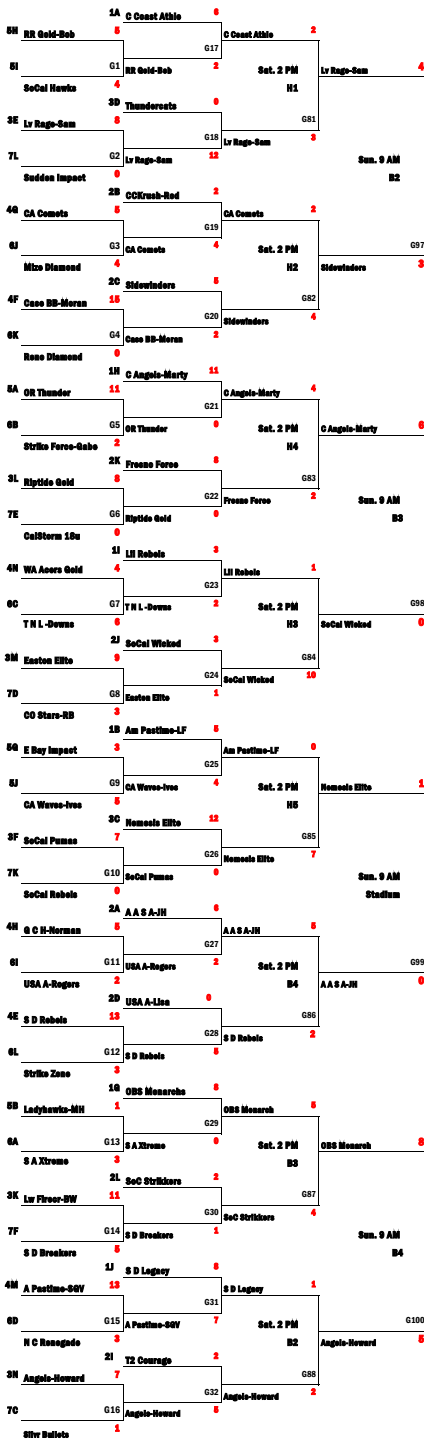 1A C Coast Athle 6
5H RR Gold-Bob 5 C Coast Athle 2
G17
5I G1 RR Gold-Bob 2 Sat. 2 PM Lv Rage-Sam 4
SoCal Hawks 4 H1
3D Thundercats 0
3E Lv Rage-Sam 8 G81
G18 Lv Rage-Sam 3
7L G2 Lv Rage-Sam 12 Sun. 9 AM
Sudden Impact 0 B2
2B CCKrush-Red 2
4G CA Comets 5 CA Comets 2
G19
6J G3 CA Comets 4 Sat. 2 PM G97
Mizo Diamond 4 H2 Sidewinders 3
2C Sidewinders 5
4F Case BB-Moran 15 G82
G20 Sidewinders 4
6K G4 Case BB-Moran 2
Reno Diamond 0
1H C Angels-Marty 11
5A OR Thunder 11 C Angels-Marty 4
G21
6B G5 OR Thunder 0 Sat. 2 PM C Angels-Marty 6
Strike Force-Gabe 2 H4
2K Fresno Force 8
3L Riptide Gold 8 G83
G22 Fresno Force 2
7E G6 Riptide Gold 0 Sun. 9 AM
CalStorm 18u 0 B3
1I Lil Rebels 3
4N WA Acers Gold 4 Lil Rebels 1
G23
6C G7 T N L -Downs 2 Sat. 2 PM G98
T N L -Downs 6 H3 SoCal Wicked 0
2J SoCal Wicked 3
3M Easton Elite 9 G84
G24 SoCal Wicked 10
7D G8 Easton Elite 1
CO Stars-RB 3
1B Am Pastime-LF 5
5G E Bay Impact 3 Am Pastime-LF 0
G25
5J G9 CA Waves-Ives 4 Sat. 2 PM Nemesis Elite 1
CA Waves-Ives 5 H5
3C Nemesis Elite 12
3F SoCal Pumas 7 G85
G26 Nemesis Elite 7
7K G10 SoCal Pumas 0 Sun. 9 AM
SoCal Rebels 0 Stadium
2A A A S A-JH 6
4H G C H-Norman 5 A A S A-JH 5
G27
6I G11 USA A-Rogers 2 Sat. 2 PM G99
USA A-Rogers 2 B4 A A S A-JH 0
2D USA A-Lisa 0
4E S D Rebels 13 G86
G28 S D Rebels 2
6L G12 S D Rebels 5
Strike Zone 3
1G OBS Monarchs 8
5B Ladyhawks-MH 1 OBS Monarch 5
G29
6A G13 S A Xtreme 0 Sat. 2 PM OBS Monarch 8
S A Xtreme 3 B3
2L SoC Strikkers 2
3K Lw Fircer-BW 11 G87
G30 SoC Strikkers 4
7F G14 S D Breakers 1 Sun. 9 AM
S D Breakers 5 B4
1J S D Legacy 8
4M A Pastime-SGV 13 S D Legacy 1
G31
6D G15 A Pastime-SGV 7 Sat. 2 PM G100
N C Renegade 3 B2 Angels-Howard 5
2I T2 Courage 2
3N Angels-Howard 7 G88
G32 Angels-Howard 2
7C G16 Angels-Howard 5
Silvr Bullets 1